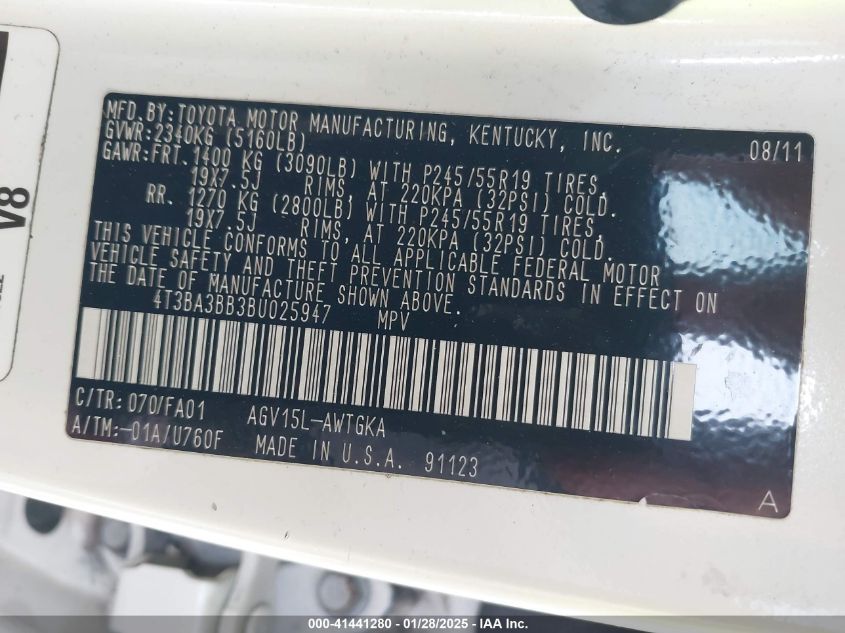 MFD. BY: TOYOTA MOTOR MANUFACTURING, KENTUCKY, INC. 08/11
GVWR: 2340KG (5160LB)
GAWR: FRT. 1400 KG (3090LB) WITH P245/55R19 TIRES,
19X7.5J RIMS, AT 220KPA (32PSI) COLD.
RR. 1270 KG (2800LB) WITH P245/55R19 TIRES,
19X7.5J RIMS, AT 220KPA (32PSI) COLD.
THIS VEHICLE CONFORMS TO ALL APPLICABLE FEDERAL MOTOR
VEHICLE SAFETY AND THEFT PREVENTION STANDARDS IN EFFECT ON
THE DATE OF MANUFACTURE SHOWN ABOVE.
4T3BA3BB3BU025947 MPV
C/TR: 070/FA01 AGV15L-AWTGKA
A/TM:-01A/U760F MADE IN U.S.A. 91123
A
V8
000-41441280 - 01/28/2025 - IAA Inc.